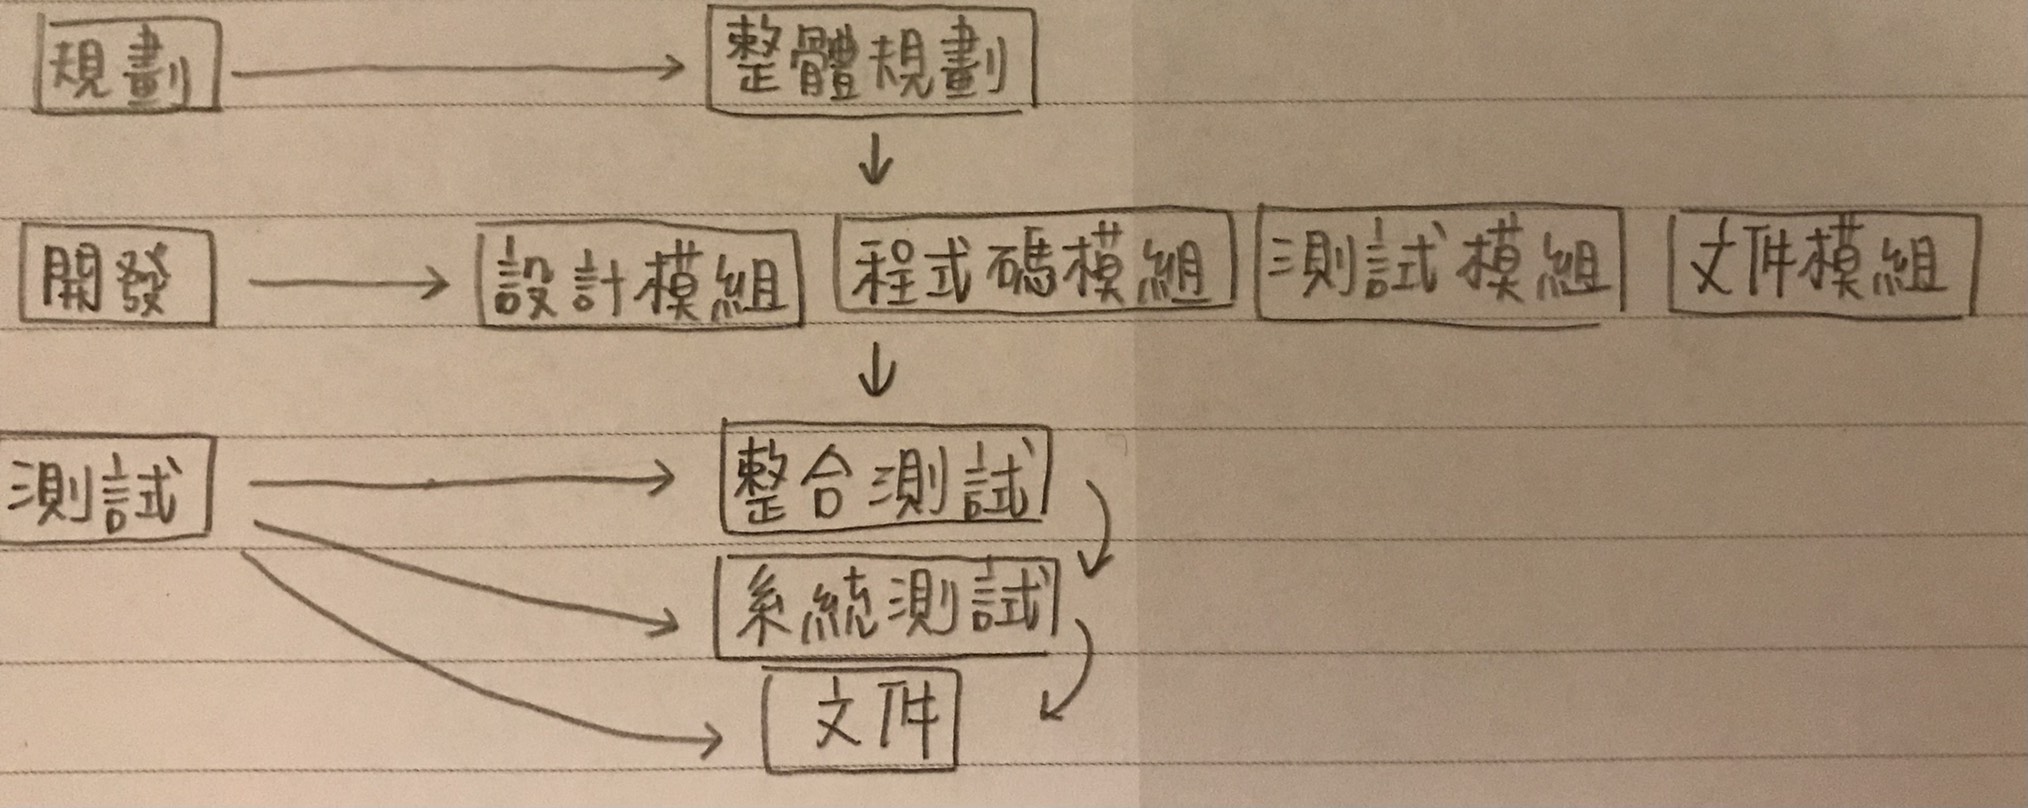 規劃 整體規劃
開發 設計模組 程式碼模組 測試模組 文件模組
測試 整合測試
系統測試
文件